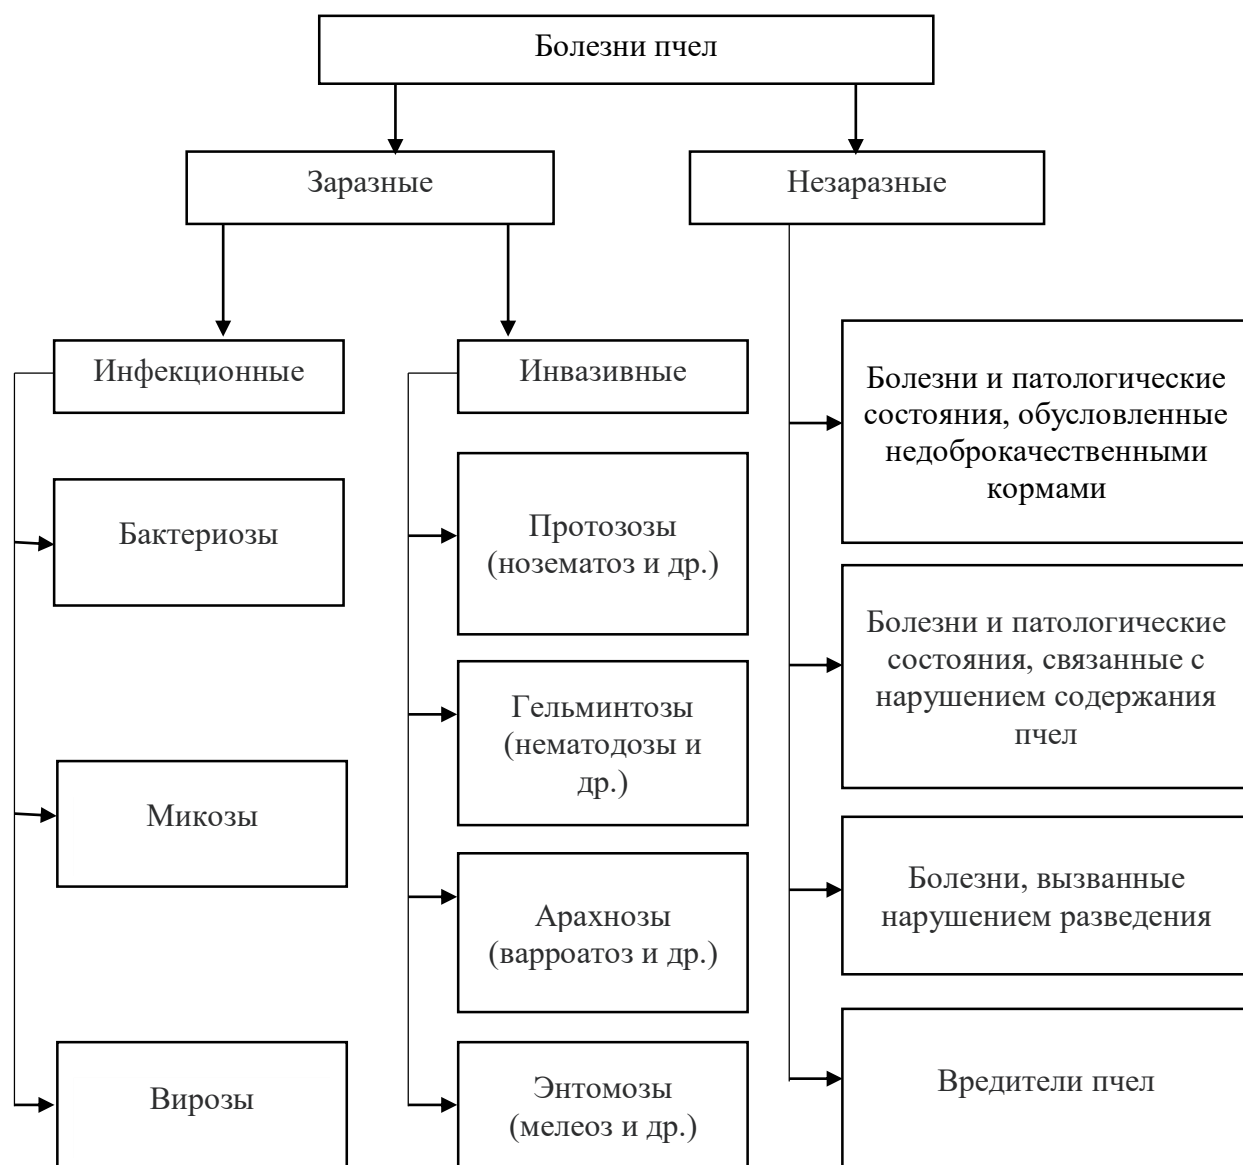 Болезни пчел
Заразные
Незаразные
Инфекционные
Бактериозы
Микозы
Вирозы
Инвазивные
Протозозы
(нозематоз и др.)
Гельминтозы
(нематодозы и
др.)
Арахнозы
(варроатоз и др.)
Энтомозы
(мелеоз и др.)
Болезни и патологические
состояния, обусловленные
недоброкачественными
кормами
Болезни и патологические
состояния, связанные с
нарушением содержания
пчел
Болезни, вызванные
нарушением разведения
Вредители пчел